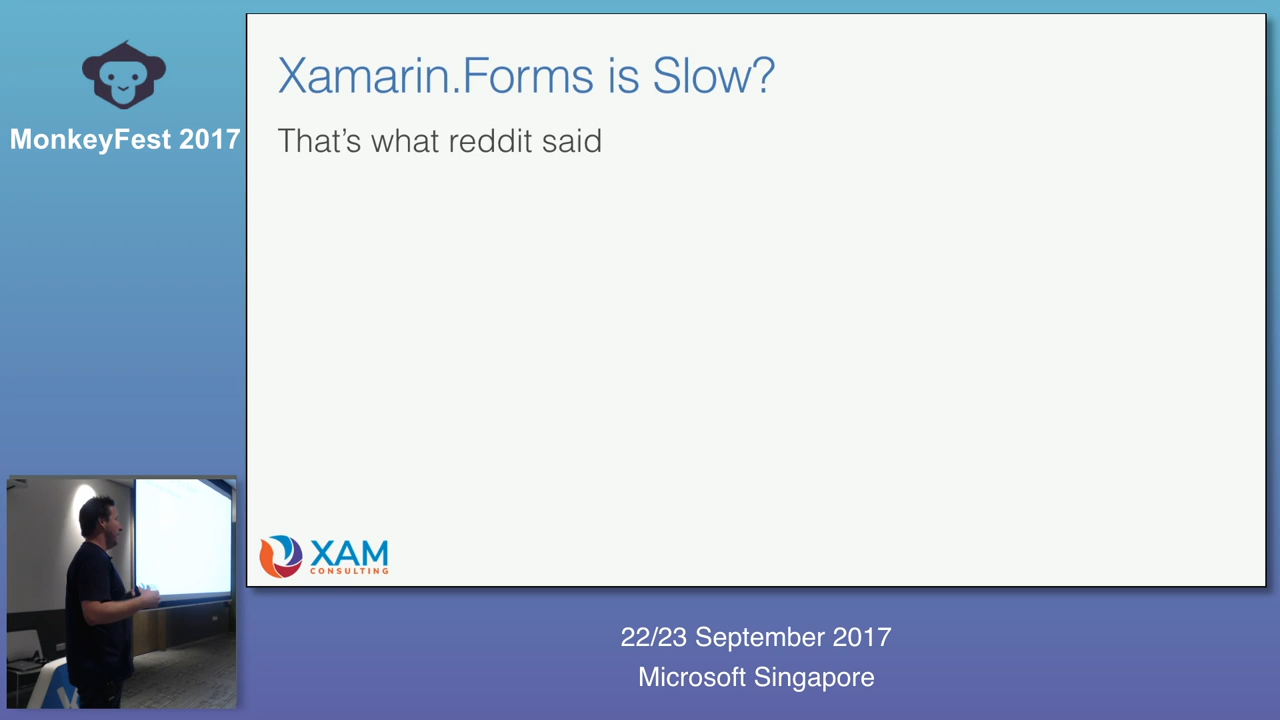 MonkeyFest 2017
Xamarin.Forms is Slow?
That’s what reddit said
XAM
CONSULTING
22/23 September 2017
Microsoft Singapore